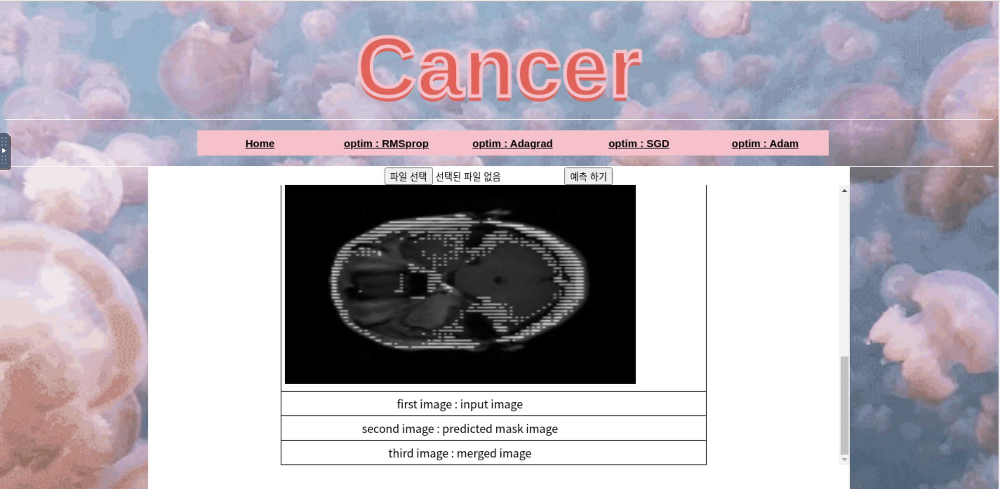 Cancer
Home optim : RMSprop optim : Adagrad optim : SGD optim : Adam
파일 선택 선택된 파일 없음 예측 하기
first image : input image
second image : predicted mask image
third image : merged image